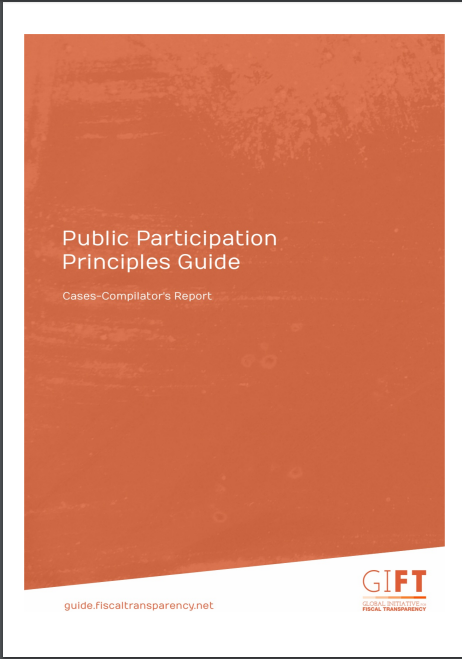 Public Participation
Principles Guide
Cases-Compilator's Report
guide.fiscaltransparency.net
GIFT
GLOBAL INITIATIVE FOR
FISCAL TRANSPARENCY